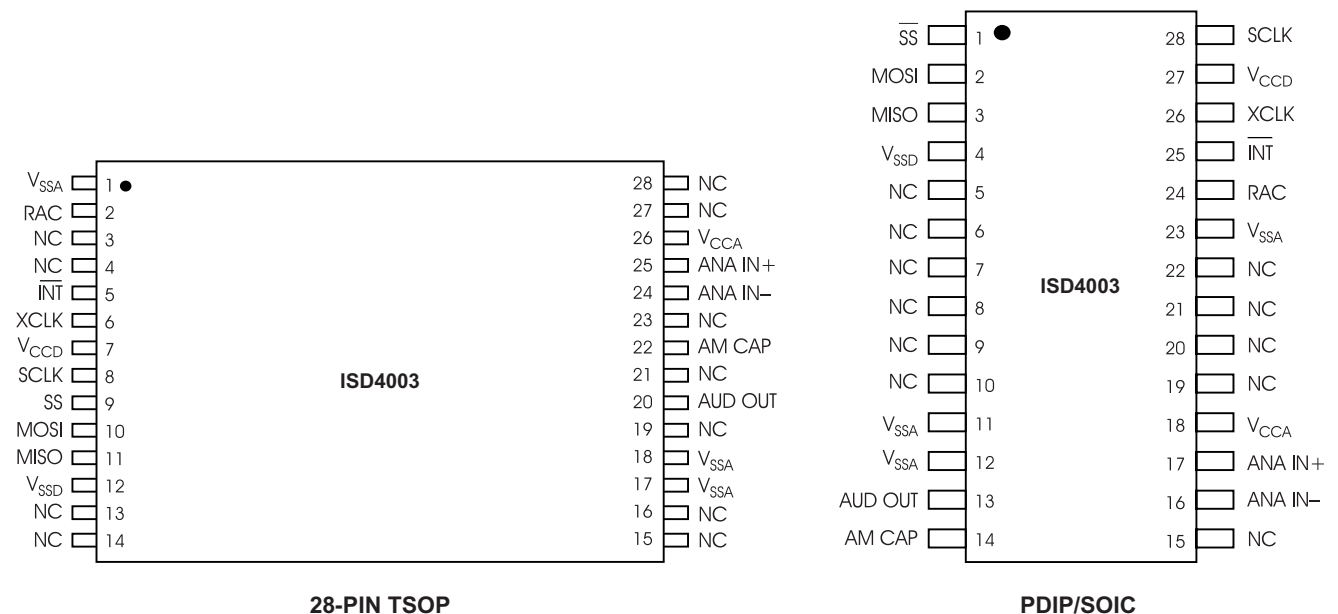 V_SSA 1 28 NC
RAC 2 27 NC
NC 3 26 V_CCA
NC 4 25 ANA IN+
I̅N̅T̅ 5 24 ANA IN–
XCLK 6 23 NC
V_CCD 7 22 AM CAP
SCLK 8 21 NC
SS 9 20 AUD OUT
MOSI 10 19 NC
MISO 11 18 V_SSA
V_SSD 12 17 V_SSA
NC 13 16 NC
NC 14 15 NC
ISD4003
28-PIN TSOP
S̅S̅ 1 28 SCLK
MOSI 2 27 V_CCD
MISO 3 26 XCLK
V_SSD 4 25 I̅N̅T̅
NC 5 24 RAC
NC 6 23 V_SSA
NC 7 22 NC
NC 8 21 NC
NC 9 20 NC
NC 10 19 NC
V_SSA 11 18 V_CCA
V_SSA 12 17 ANA IN+
AUD OUT 13 16 ANA IN–
AM CAP 14 15 NC
ISD4003
PDIP/SOIC